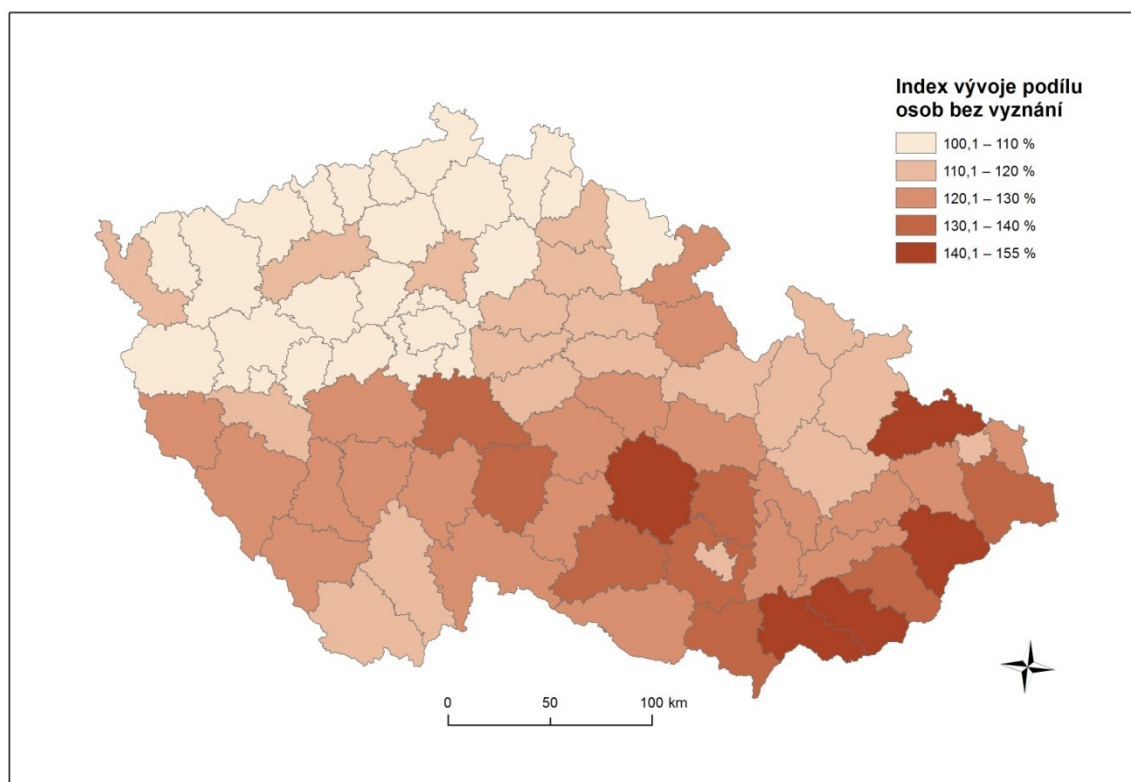 Index vývoje podílu
osob bez vyznání
100,1 – 110 %
110,1 – 120 %
120,1 – 130 %
130,1 – 140 %
140,1 – 155 %
0 50 100 km